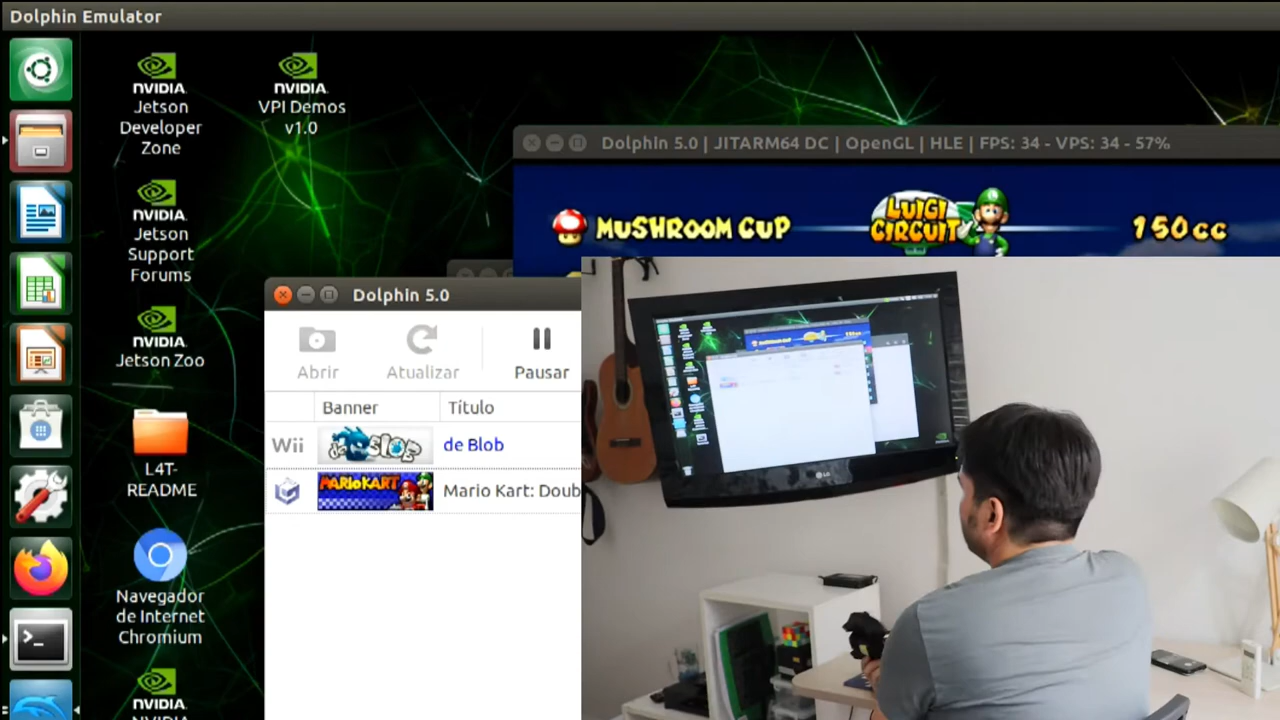 Dolphin Emulator
NVIDIA.
Jetson
Developer
Zone
NVIDIA.
VPI Demos
v1.0
Dolphin 5.0 | JITARM64 DC | OpenGL | HLE | FPS: 34 - VPS: 34 - 57%
MUSHROOM CUP
LUIGI
CIRCUIT
150cc
NVIDIA.
Jetson
Support
Forums
Dolphin 5.0
NVIDIA.
Jetson Zoo
Abrir
Atualizar
Pausar
Banner
Título
Wii
de Blob
de Blob
MARIO KART
Mario Kart: Doub
L4T-
README
Navegador
de Internet
Chromium
NVIDIA.
LG